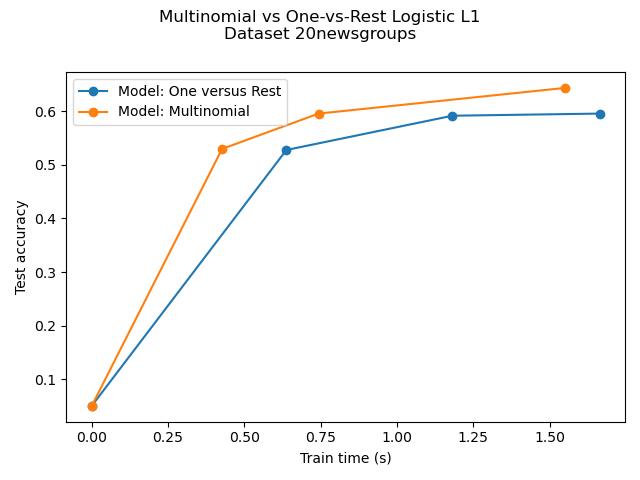 Multinomial vs One-vs-Rest Logistic L1
Dataset 20newsgroups
Model: One versus Rest
Model: Multinomial
Test accuracy
0.6
0.5
0.4
0.3
0.2
0.1
0.00 0.25 0.50 0.75 1.00 1.25 1.50
Train time (s)